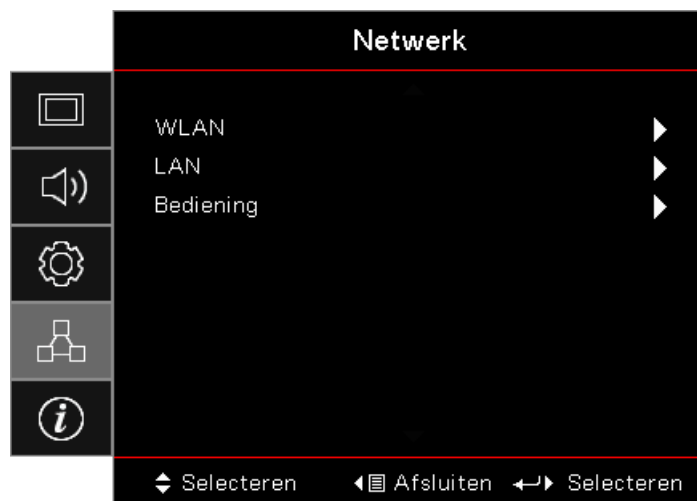 Netwerk
WLAN
LAN
Bediening
Selecteren Afsluiten Selecteren